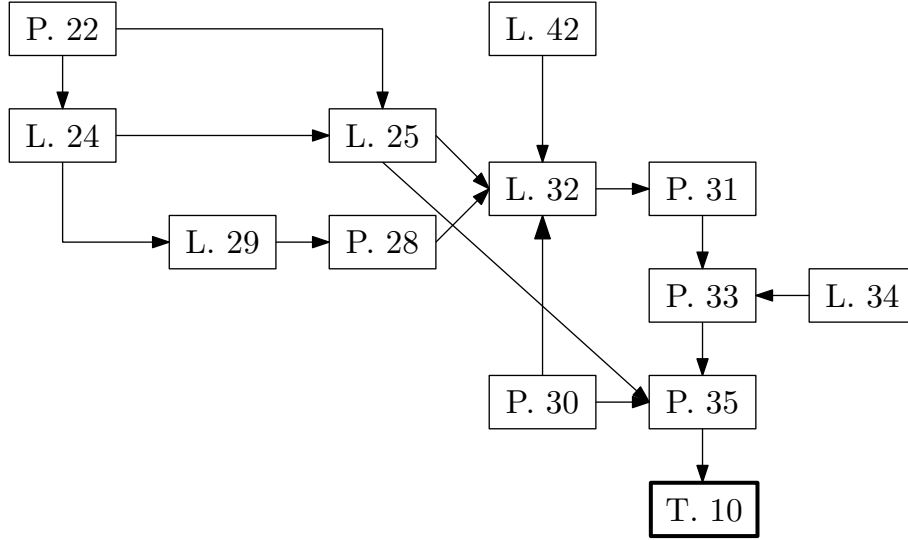 P. 22
L. 42
L. 24
L. 25
L. 32
P. 31
L. 29
P. 28
P. 33
L. 34
P. 30
P. 35
T. 10